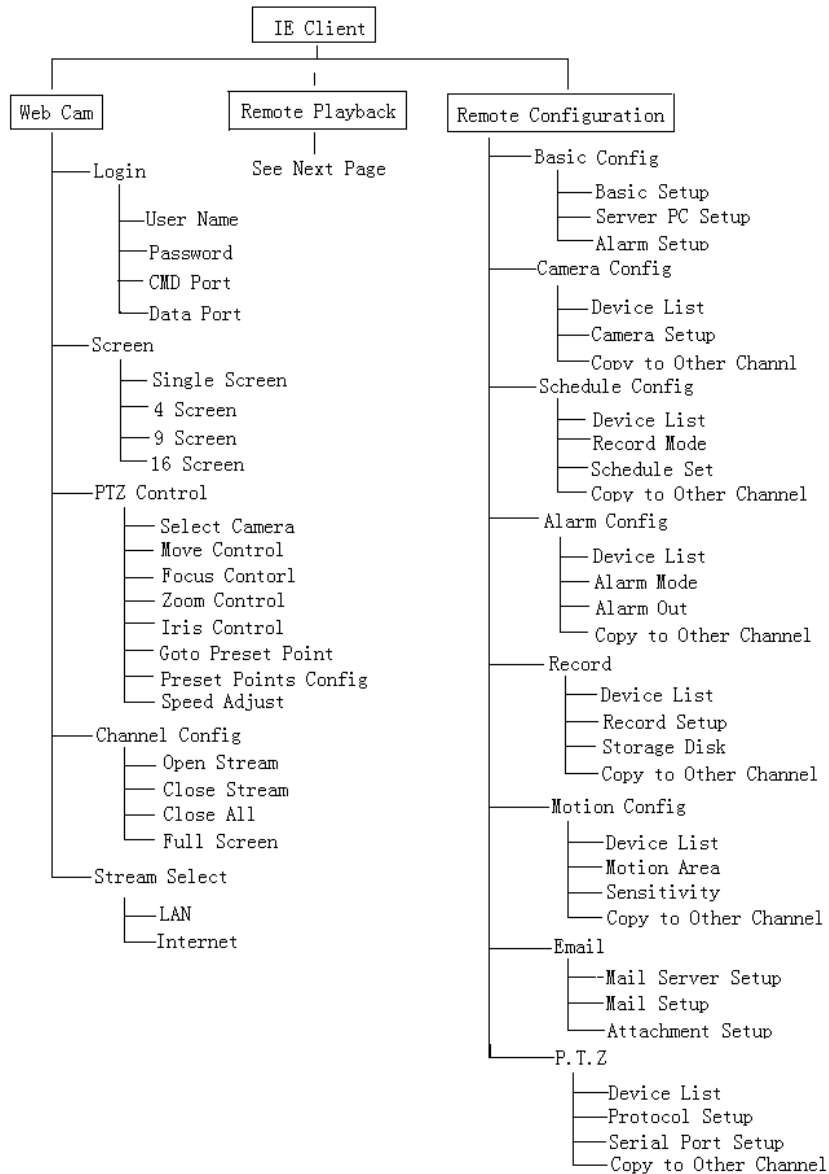 IE Client
Web Cam
Remote Playback
Remote Configuration
See Next Page
Login
User Name
Password
CMD Port
Data Port
Screen
Single Screen
4 Screen
9 Screen
16 Screen
PTZ Control
Select Camera
Move Control
Focus Contorl
Zoom Control
Iris Control
Goto Preset Point
Preset Points Config
Speed Adjust
Channel Config
Open Stream
Close Stream
Close All
Full Screen
Stream Select
LAN
Internet
Basic Config
Basic Setup
Server PC Setup
Alarm Setup
Camera Config
Device List
Camera Setup
Copy to Other Channl
Schedule Config
Device List
Record Mode
Schedule Set
Copy to Other Channel
Alarm Config
Device List
Alarm Mode
Alarm Out
Copy to Other Channel
Record
Device List
Record Setup
Storage Disk
Copy to Other Channel
Motion Config
Device List
Motion Area
Sensitivity
Copy to Other Channel
Email
Mail Server Setup
Mail Setup
Attachment Setup
P.T.Z
Device List
Protocol Setup
Serial Port Setup
Copy to Other Channel